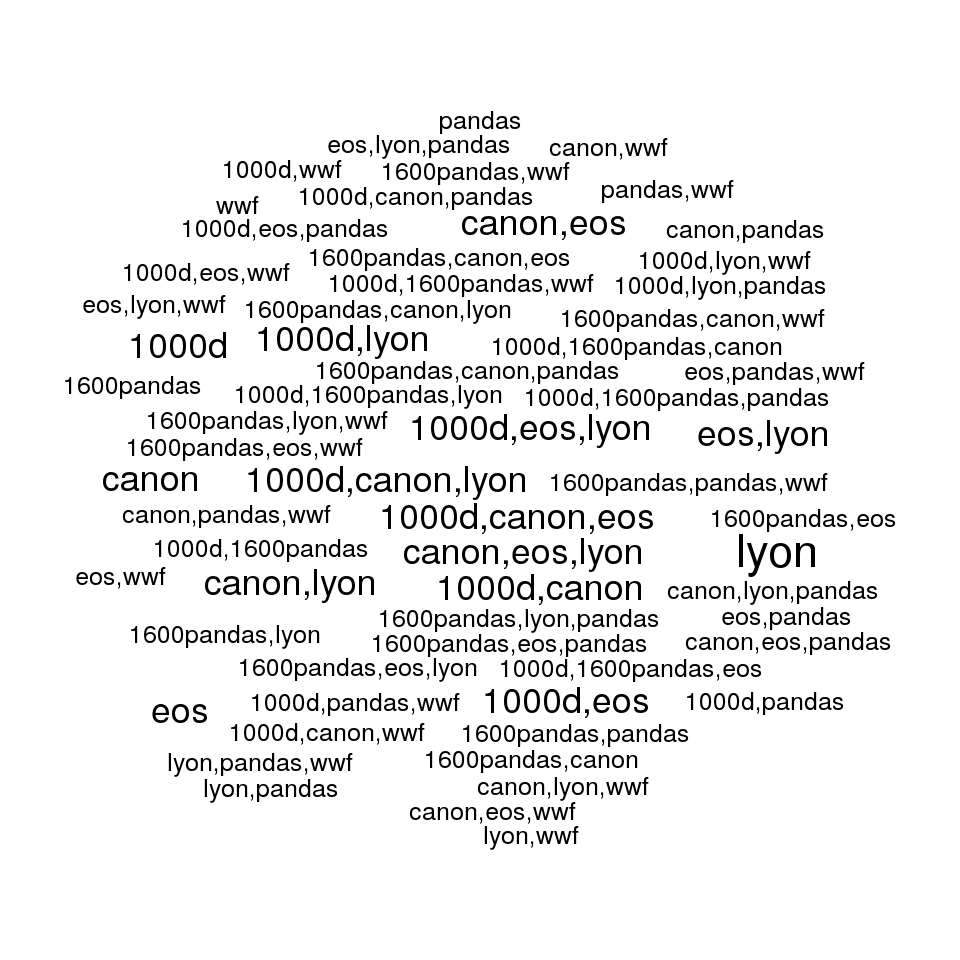 pandas
eos,lyon,pandas
canon,wwf
1000d,wwf
1600pandas,wwf
pandas,wwf
1000d,canon,pandas
wwf
canon,eos
1000d,eos,pandas
canon,pandas
1600pandas,canon,eos
1000d,lyon,wwf
1000d,eos,wwf
1000d,1600pandas,wwf
1000d,lyon,pandas
eos,lyon,wwf
1600pandas,canon,lyon
1600pandas,canon,wwf
1000d
1000d,lyon
1000d,1600pandas,canon
1600pandas,canon,pandas
eos,pandas,wwf
1600pandas
1000d,1600pandas,lyon
1000d,1600pandas,pandas
1600pandas,lyon,wwf
1000d,eos,lyon
eos,lyon
1600pandas,eos,wwf
canon
1000d,canon,lyon
1600pandas,pandas,wwf
canon,pandas,wwf
1000d,canon,eos
1600pandas,eos
1000d,1600pandas
canon,eos,lyon
lyon
eos,wwf
canon,lyon
1000d,canon
canon,lyon,pandas
1600pandas,lyon,pandas
eos,pandas
1600pandas,lyon
1600pandas,eos,pandas
canon,eos,pandas
1600pandas,eos,lyon
1000d,1600pandas,eos
eos
1000d,pandas,wwf
1000d,eos
1000d,pandas
1000d,canon,wwf
1600pandas,pandas
lyon,pandas,wwf
1600pandas,canon
lyon,pandas
canon,lyon,wwf
canon,eos,wwf
lyon,wwf